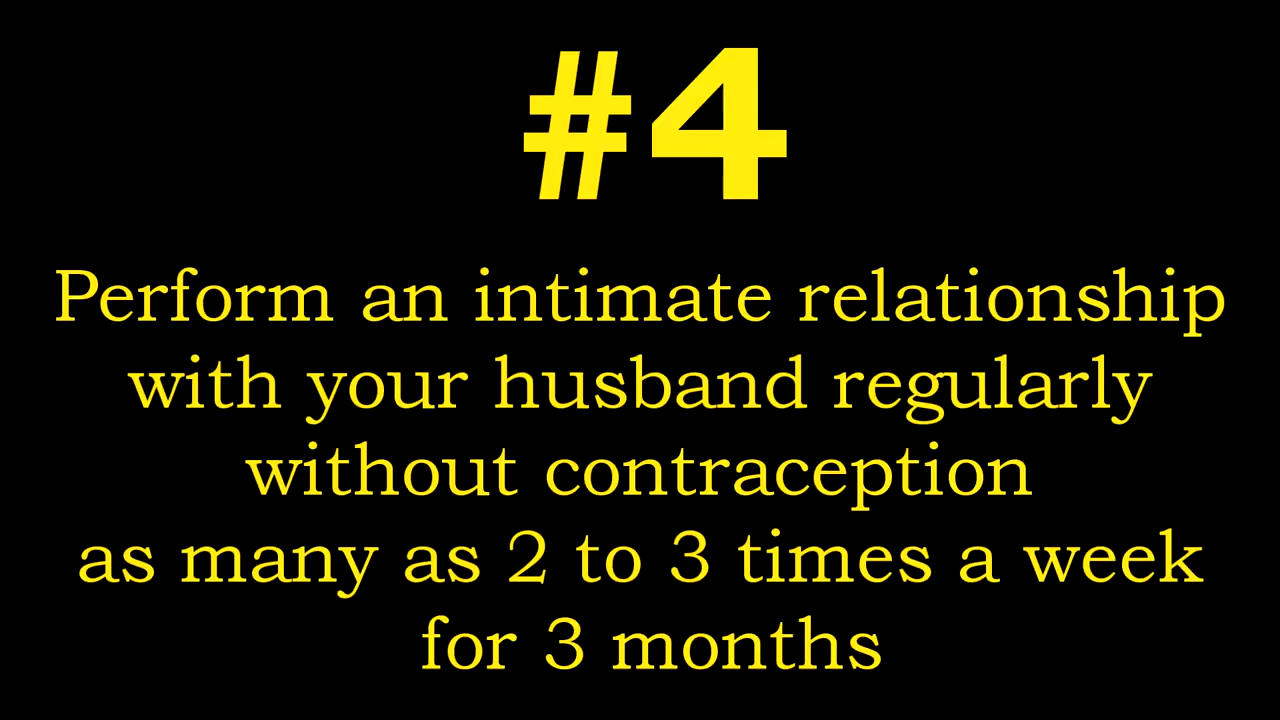 #4
Perform an intimate relationship
with your husband regularly
without contraception
as many as 2 to 3 times a week
for 3 months